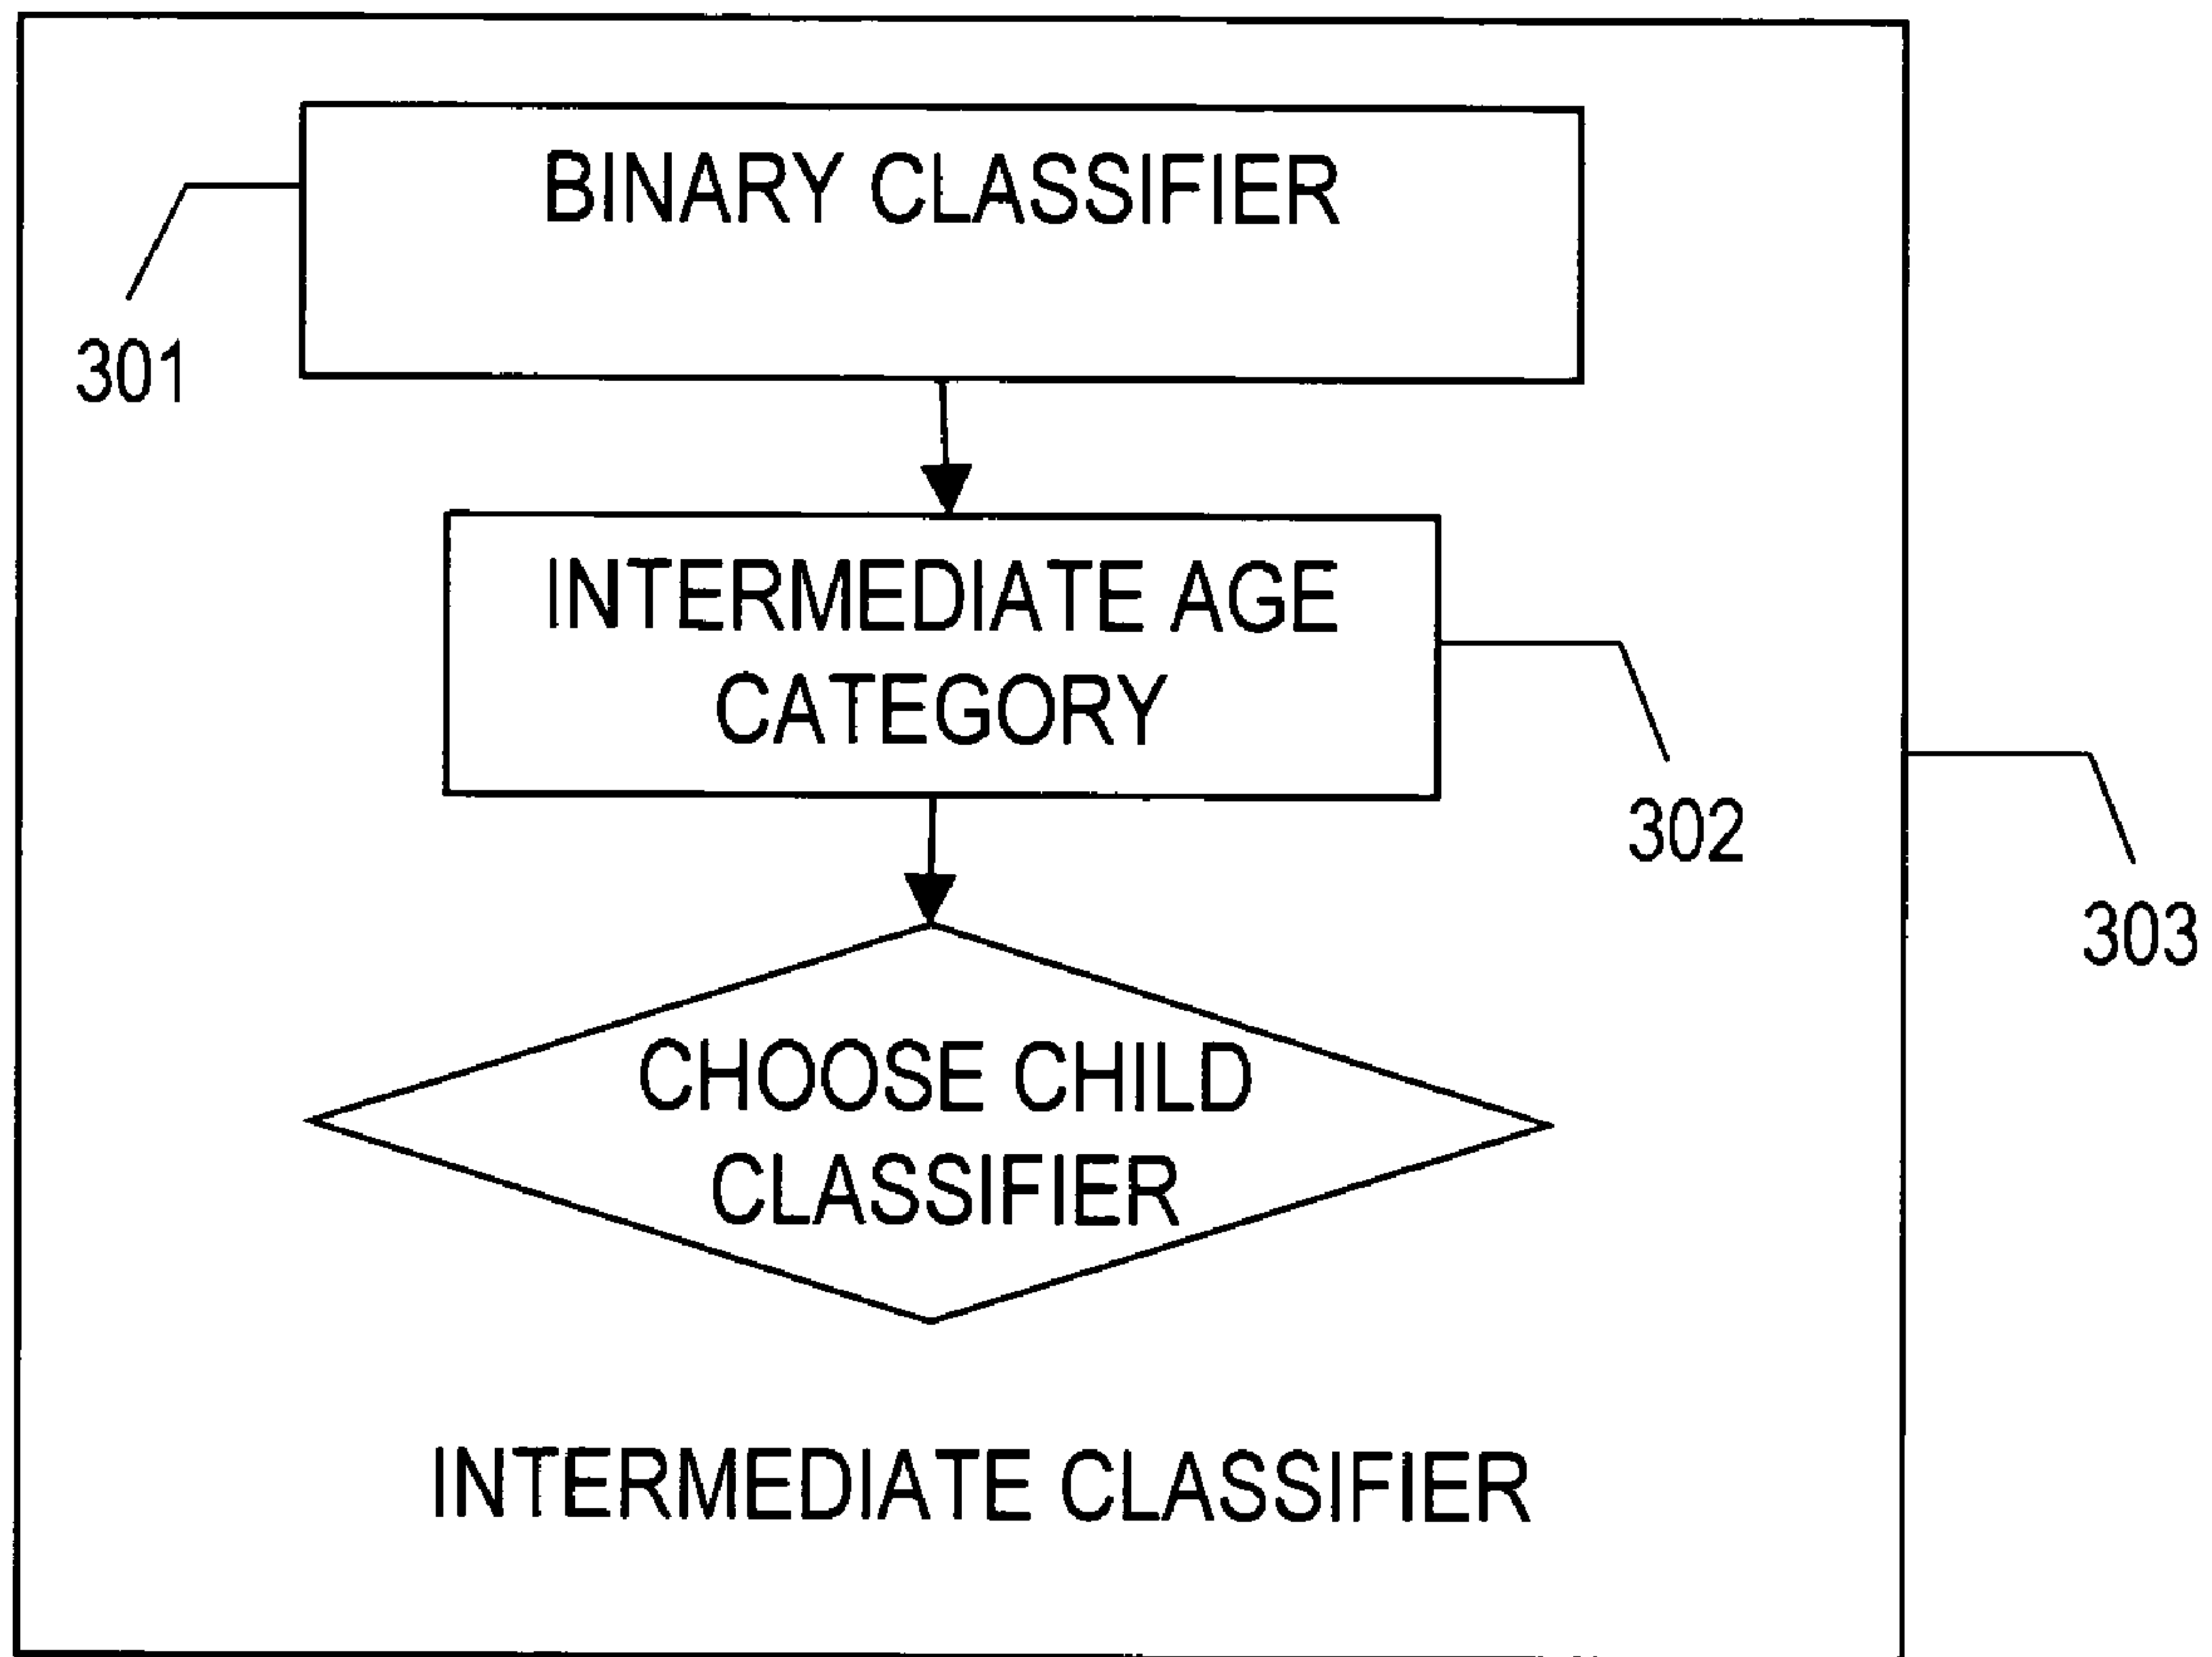 BINARY CLASSIFIER
301
INTERMEDIATE AGE
CATEGORY
302
303
CHOOSE CHILD
CLASSIFIER
INTERMEDIATE CLASSIFIER